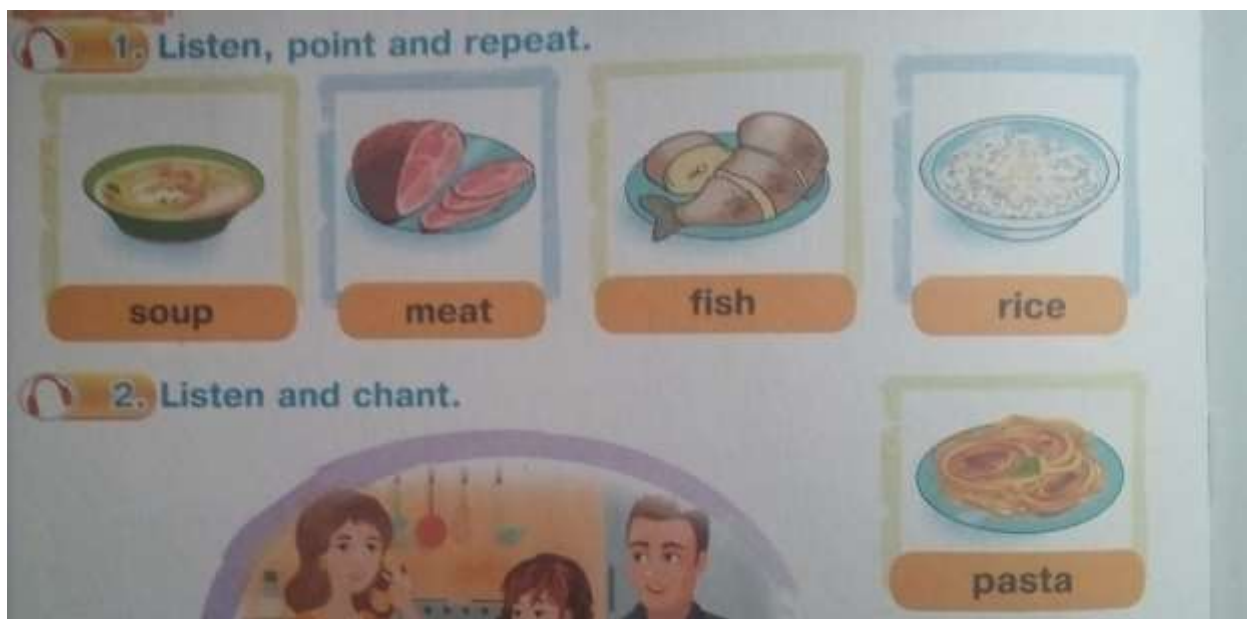 1. Listen, point and repeat.
soup
meat
fish
rice
2. Listen and chant.
pasta